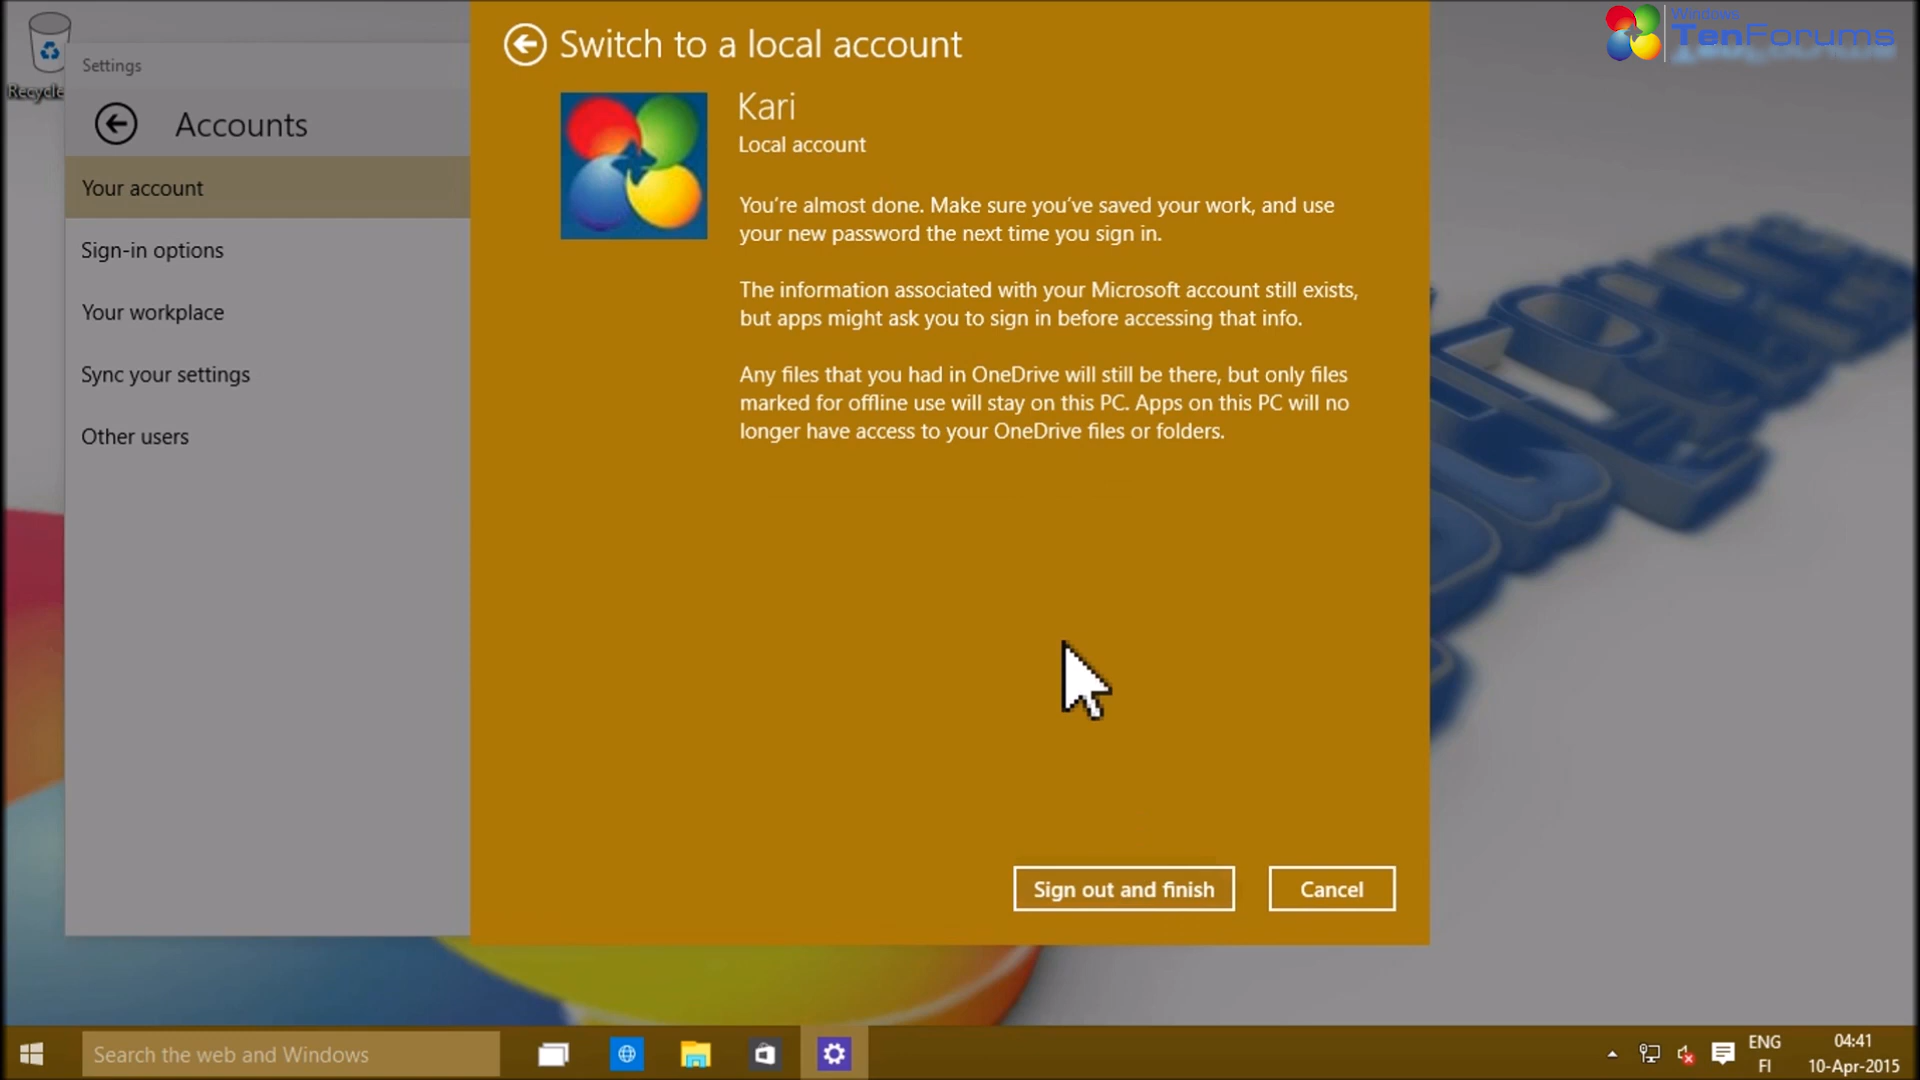 Windows
TenForums
Recycle
Settings
Accounts
Your account
Sign-in options
Your workplace
Sync your settings
Other users
Switch to a local account
Kari
Local account
You’re almost done. Make sure you’ve saved your work, and use
your new password the next time you sign in.
The information associated with your Microsoft account still exists,
but apps might ask you to sign in before accessing that info.
Any files that you had in OneDrive will still be there, but only files
marked for offline use will stay on this PC. Apps on this PC will no
longer have access to your OneDrive files or folders.
Sign out and finish
Cancel
Search the web and Windows
ENG
FI
04:41
10-Apr-2015